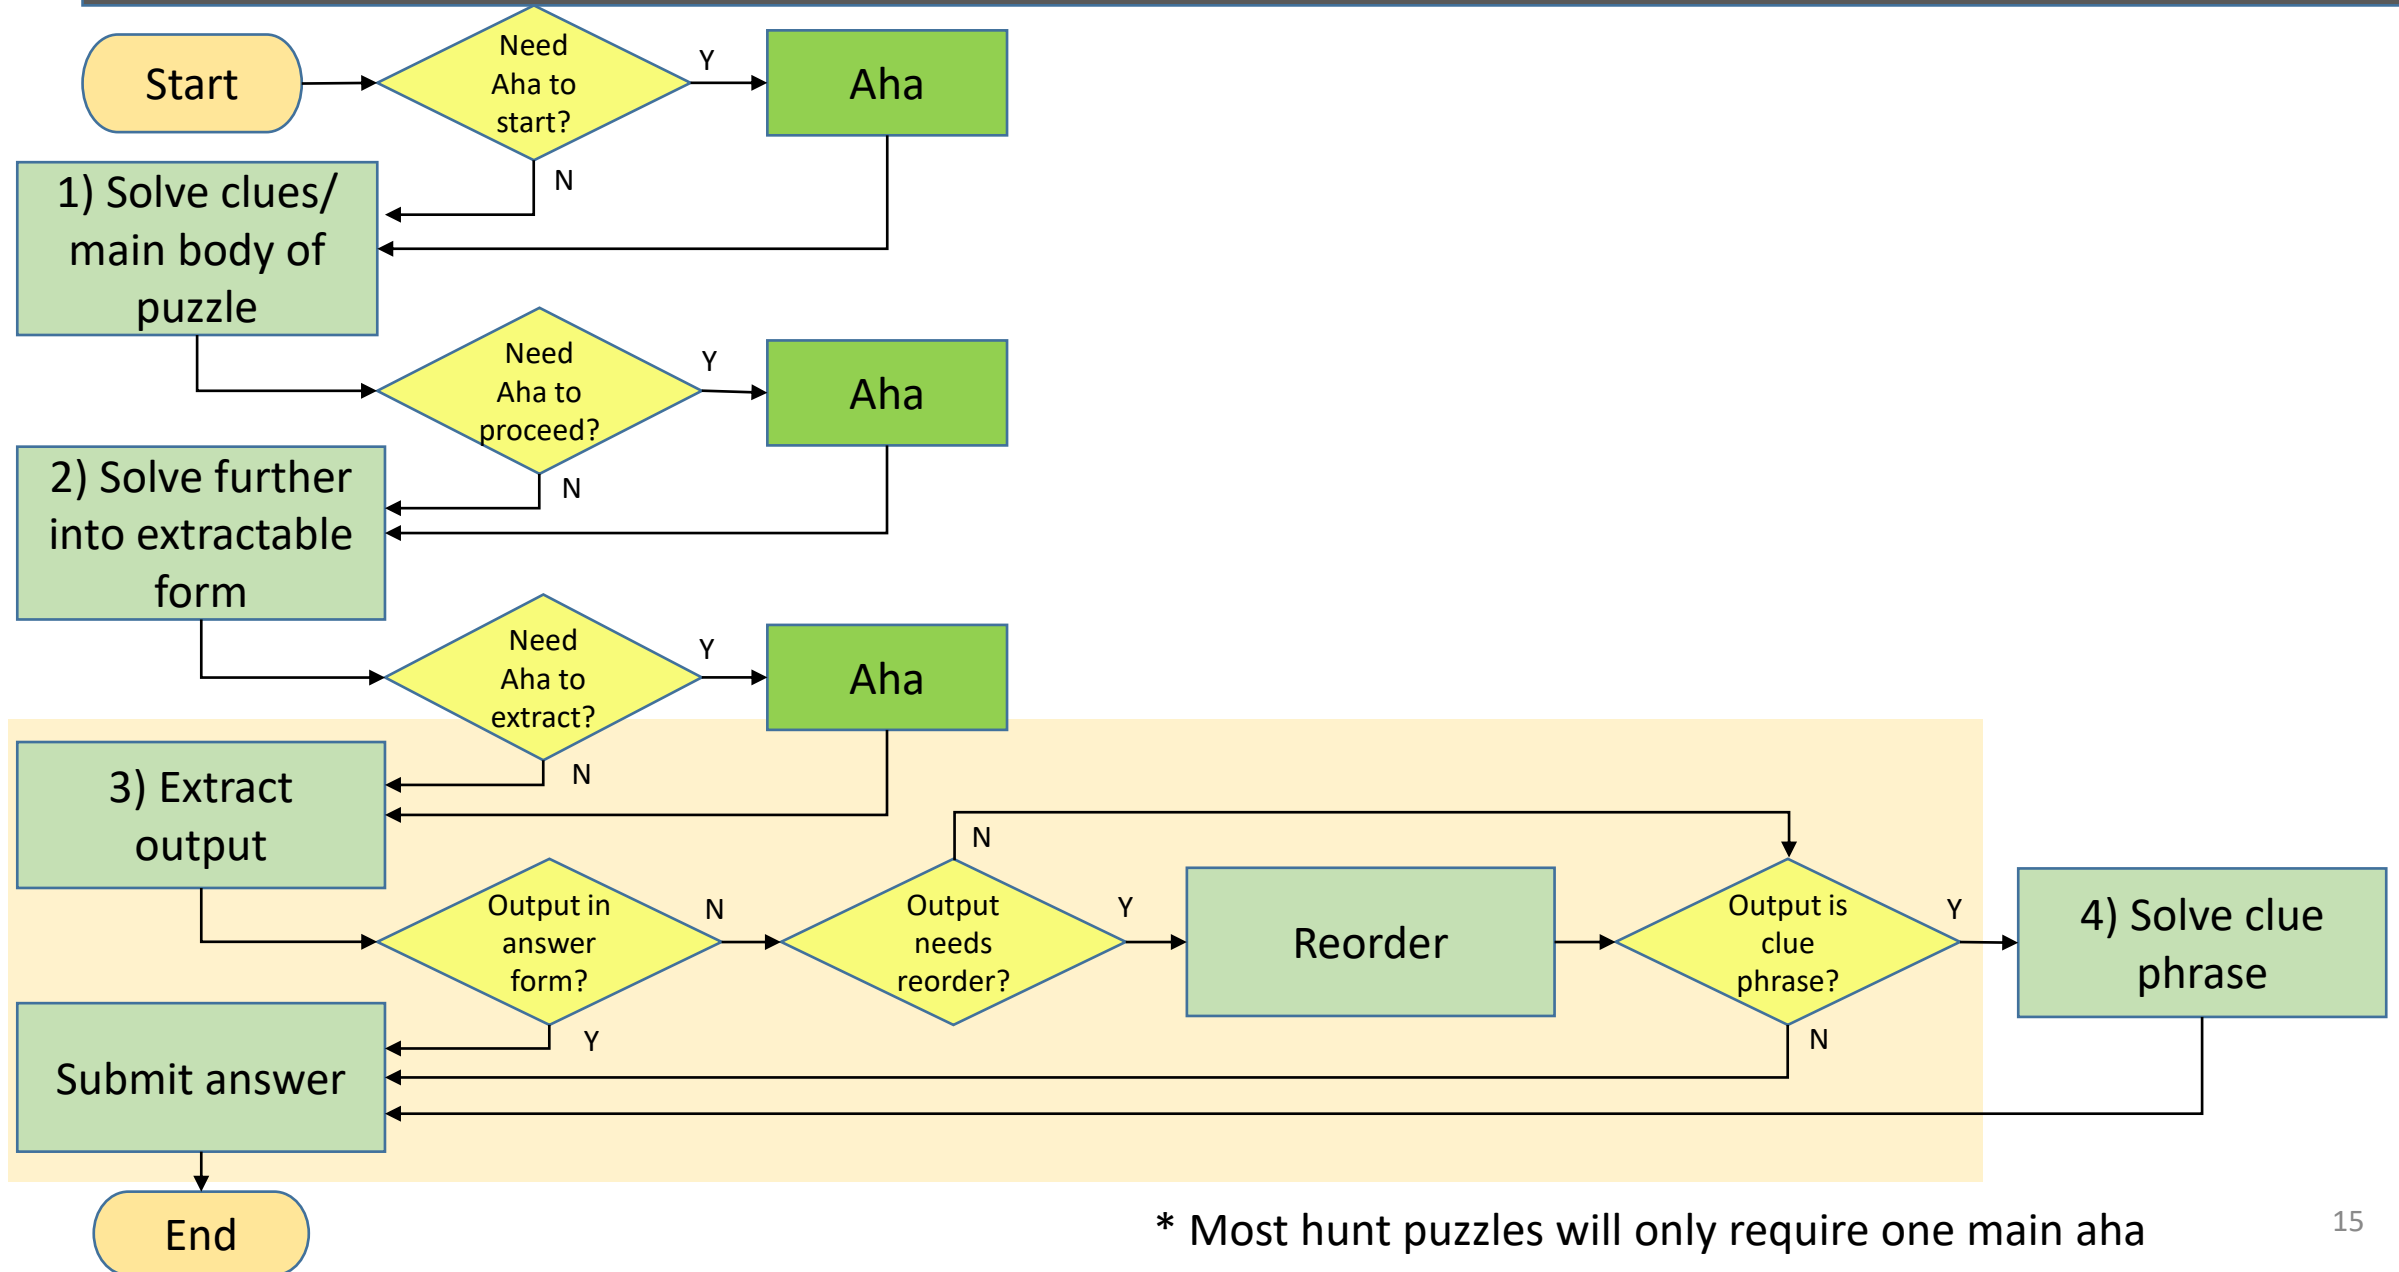 Start
Need
Aha to
start?
Y
Aha
N
1) Solve clues/
main body of
puzzle
Need
Aha to
proceed?
Y
Aha
N
2) Solve further
into extractable
form
Need
Aha to
extract?
Y
Aha
N
3) Extract
output
Output in
answer
form?
N
Y
Output
needs
reorder?
N
Y
Reorder
Output is
clue
phrase?
Y
N
4) Solve clue
phrase
Submit answer
End
* Most hunt puzzles will only require one main aha
15